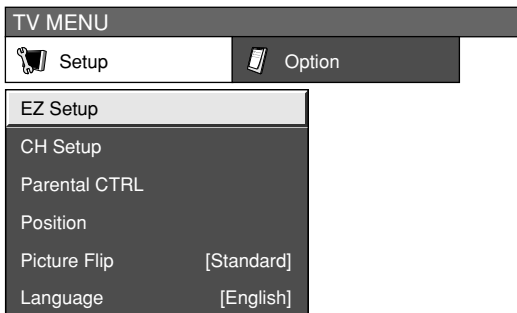 TV MENU
Setup Option
EZ Setup
CH Setup
Parental CTRL
Position
Picture Flip [Standard]
Language [English]